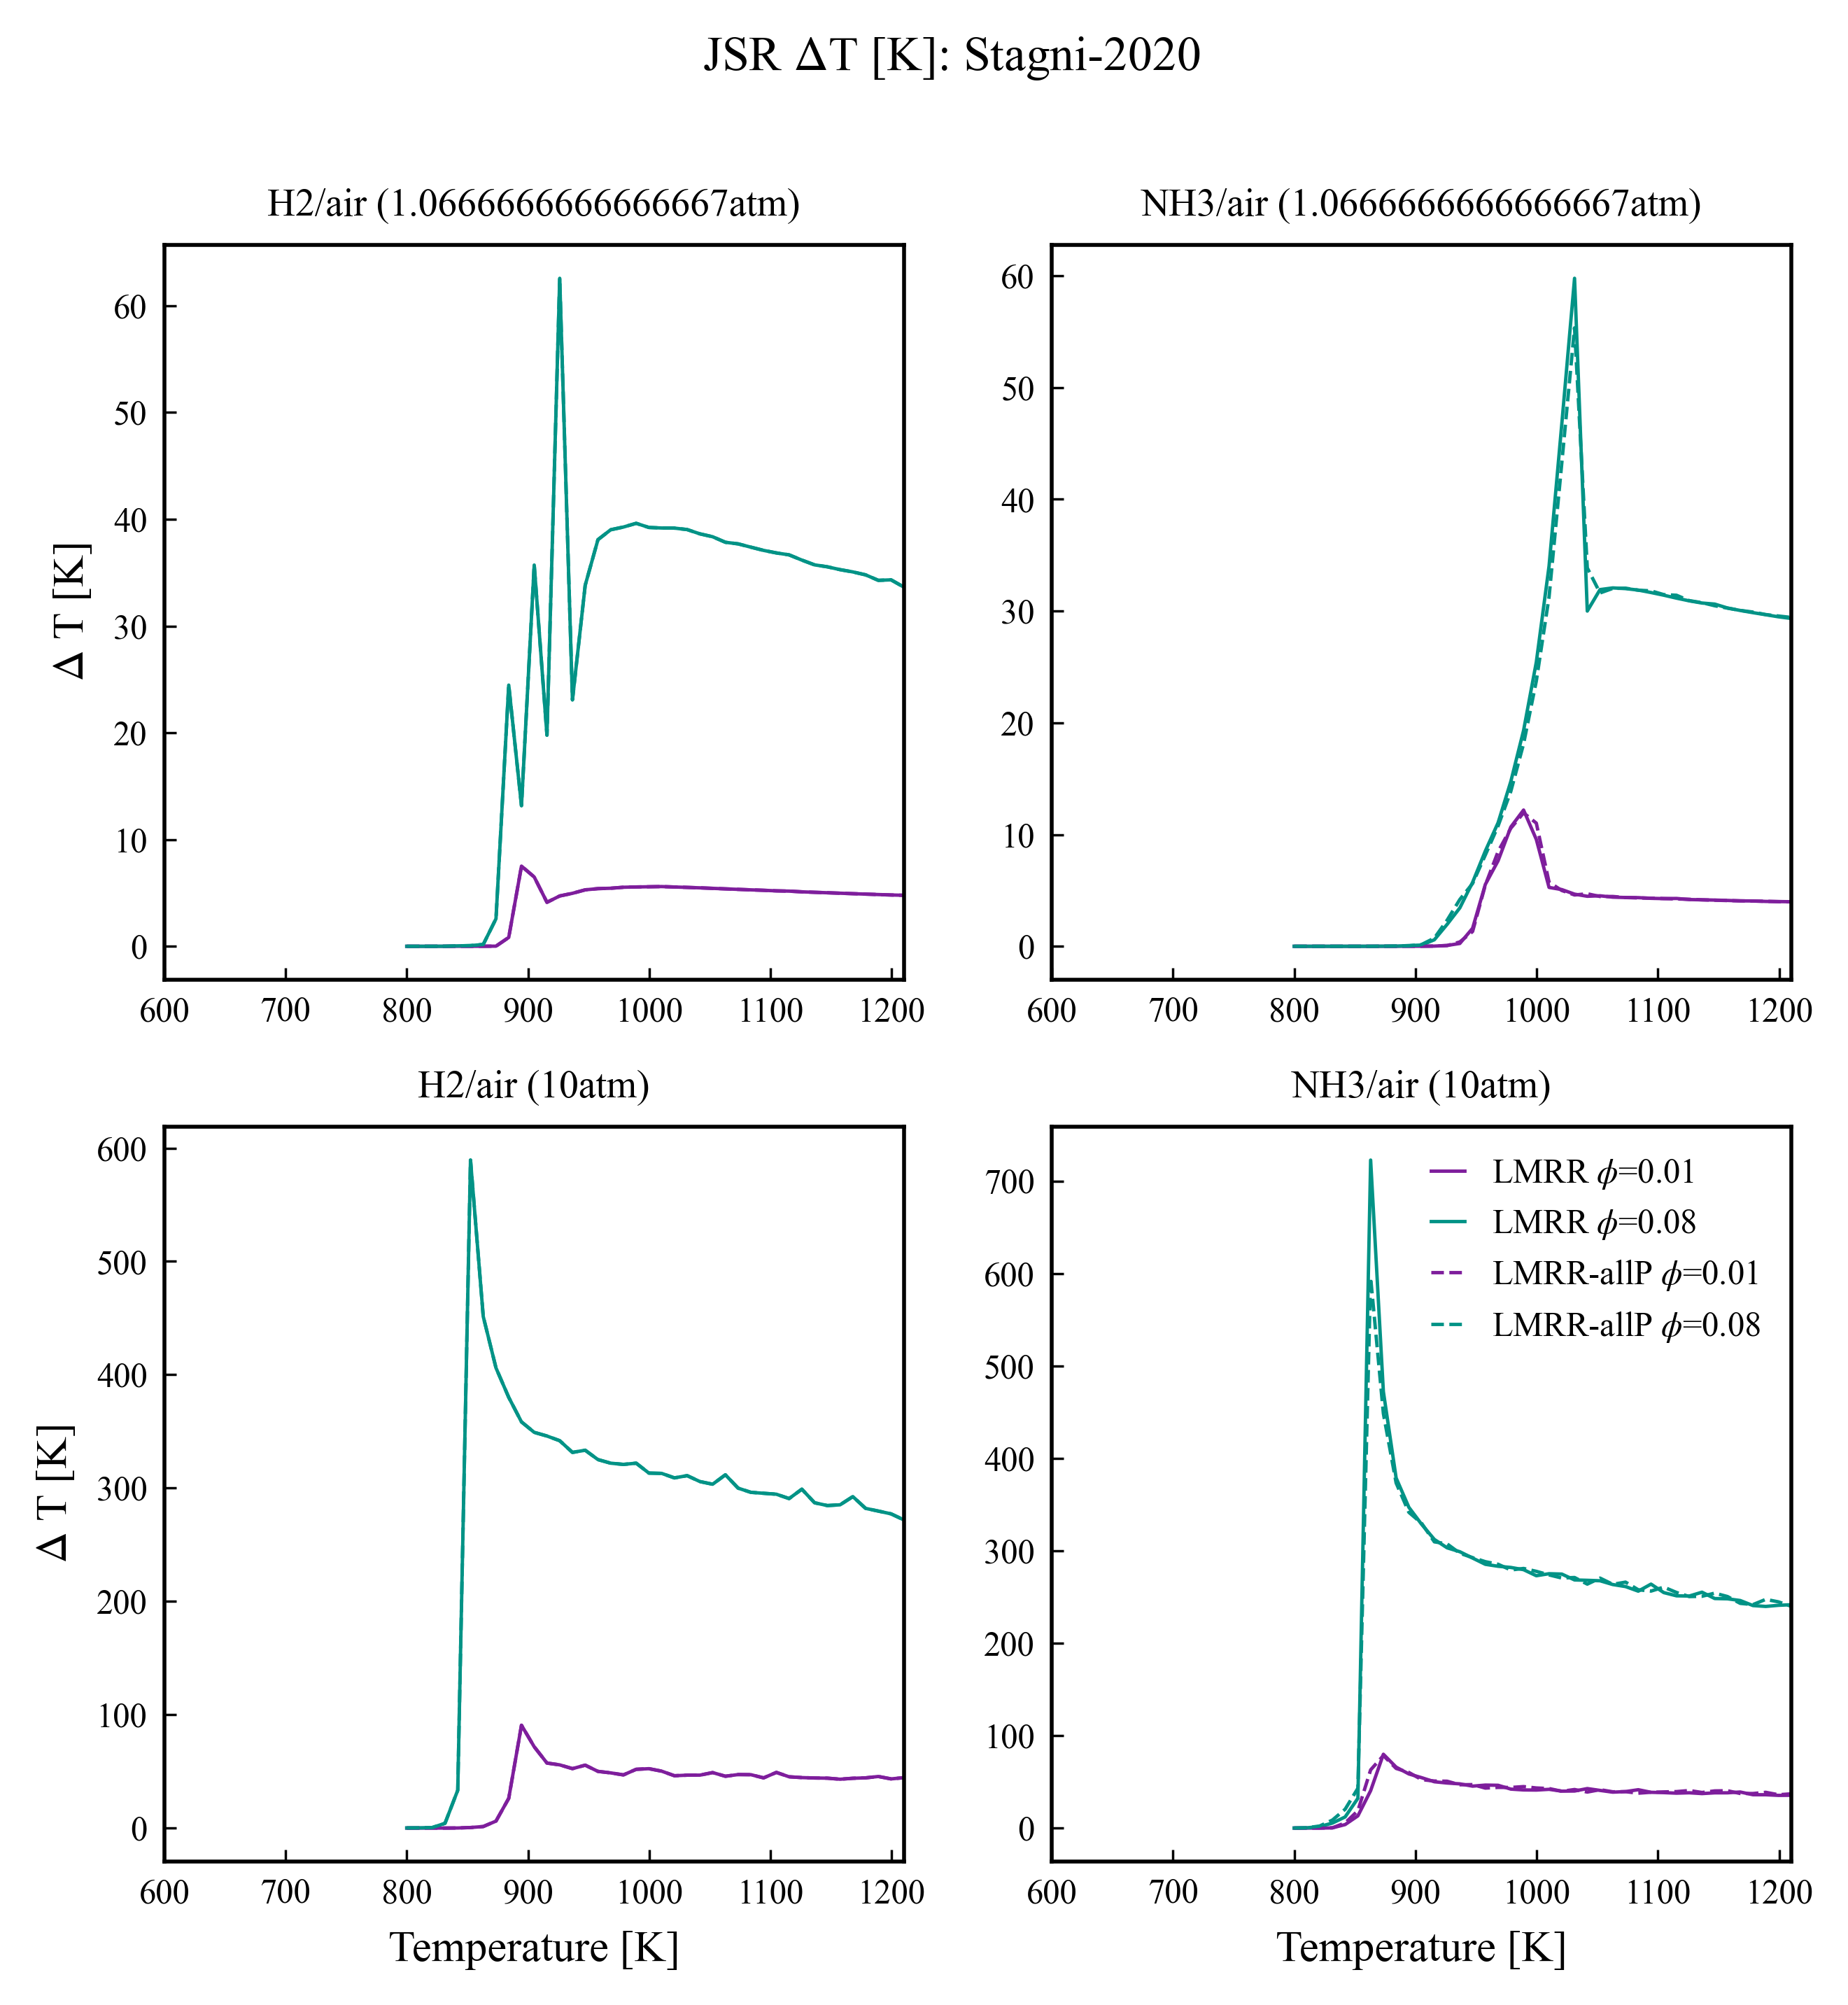 JSR Δ T [K]: Stagni-2020
H2/air (1.0666666666666667atm)
NH3/air (1.0666666666666667atm)
Δ T [K]
60
50
40
30
20
10
0
600 700 800 900 1000 1100 1200
60
50
40
30
20
10
0
600 700 800 900 1000 1100 1200
H2/air (10atm)
NH3/air (10atm)
Δ T [K]
600
500
400
300
200
100
0
600 700 800 900 1000 1100 1200
Temperature [K]
700
600
500
400
300
200
100
0
LMRR ϕ=0.01
LMRR ϕ=0.08
LMRR-allP ϕ=0.01
LMRR-allP ϕ=0.08
600 700 800 900 1000 1100 1200
Temperature [K]